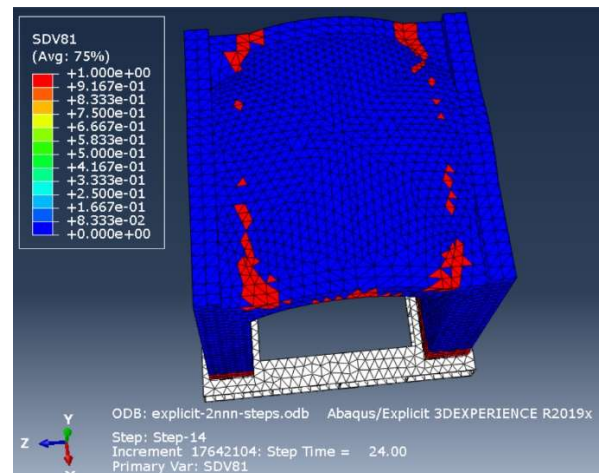 SDV81
(Avg: 75%)
+1.000e+00
+9.167e-01
+8.333e-01
+7.500e-01
+6.667e-01
+5.833e-01
+5.000e-01
+4.167e-01
+3.333e-01
+2.500e-01
+1.667e-01
+8.333e-02
+0.000e+00
Y
Z
X
ODB: explicit-2nnn-steps.odb Abaqus/Explicit 3DEXPERIENCE R2019x
Step: Step-14
Increment 17642104: Step Time = 24.00
Primary Var: SDV81